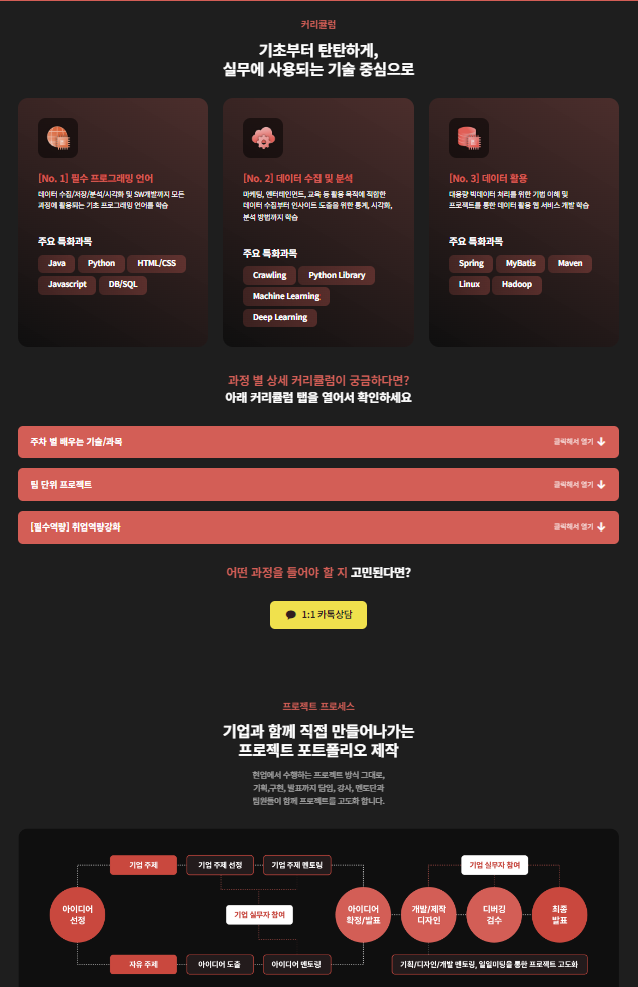 커리큘럼
기초부터 탄탄하게,
실무에 사용되는 기술 중심으로
[No. 1] 필수 프로그래밍 언어
데이터 수집/저장/분석/시각화 및 SW개발까지 모든
과정에 활용되는 기초 프로그래밍 언어를 학습
주요 특화과목
Java
Python
HTML/CSS
Javascript
DB/SQL
[No. 2] 데이터 수집 및 분석
마케팅, 엔터테인먼트, 교육 등 활용 목적에 적합한
데이터 수집부터 인사이트 도출을 위한 통계, 시각화,
분석 방법까지 학습
주요 특화과목
Crawling
Python Library
Machine Learning
Deep Learning
[No. 3] 데이터 활용
대용량 빅데이터 처리를 위한 기법 이해 및
프로젝트를 통한 데이터 활용 웹 서비스 개발 학습
주요 특화과목
Spring
MyBatis
Maven
Linux
Hadoop
과정 별 상세 커리큘럼이 궁금하다면?
아래 커리큘럼 탭을 열어서 확인하세요
주차 별 배우는 기술/과목
클릭해서 열기
팀 단위 프로젝트
클릭해서 열기
[필수역량] 취업역량강화
클릭해서 열기
어떤 과정을 들어야 할 지 고민된다면?
1:1 카톡상담
프로젝트 프로세스
기업과 함께 직접 만들어나가는
프로젝트 포트폴리오 제작
현업에서 수행하는 프로젝트 방식 그대로,
기획,구현, 발표까지 담임, 강사, 멘토단과
팀원들이 함께 프로젝트를 고도화 합니다.
기업 주제
기업 주제 선정
기업 주제 멘토링
기업 실무자 참여
아이디어
선정
기업 실무자 참여
아이디어
확정/발표
개발/제작
디자인
디버깅
검수
최종
발표
자유 주제
아이디어 도출
아이디어 멘토링
기획/디자인/개발 멘토링, 일일미팅을 통한 프로젝트 고도화